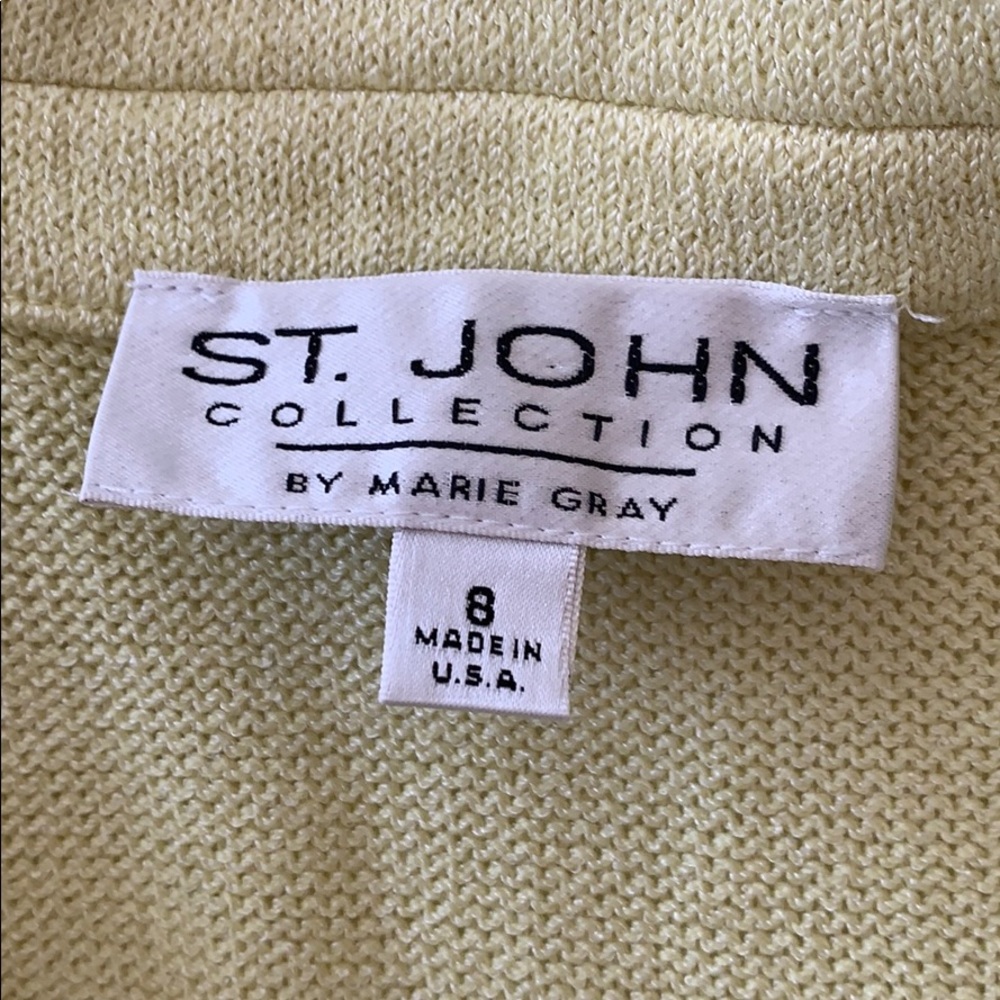 ST. JOHN
COLLECTION
BY MARIE GRAY
8
MADE IN
U.S.A.